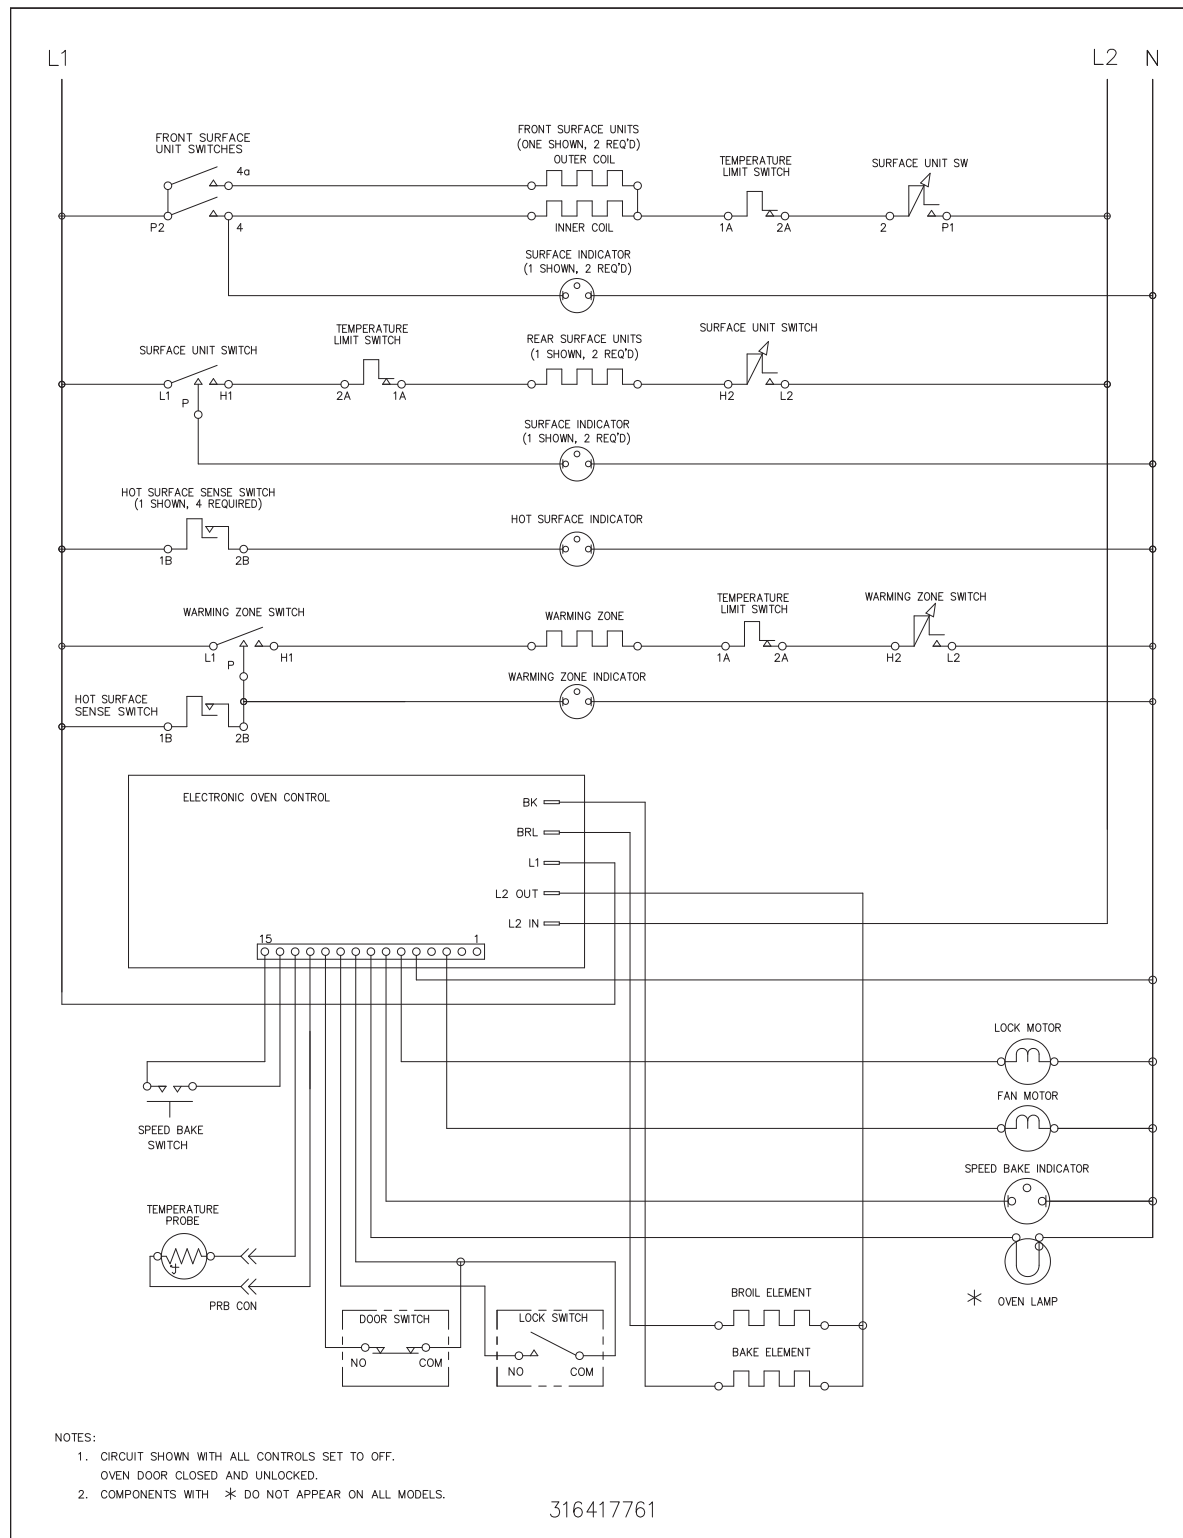 L1
L2 N
FRONT SURFACE
UNIT SWITCHES
4a
P2
4
FRONT SURFACE UNITS
(ONE SHOWN, 2 REQ'D)
OUTER COIL
INNER COIL
TEMPERATURE
LIMIT SWITCH
1A
2A
SURFACE UNIT SW
2
P1
SURFACE INDICATOR
(1 SHOWN, 2 REQ'D)
SURFACE UNIT SWITCH
L1
P
H1
TEMPERATURE
LIMIT SWITCH
2A
1A
REAR SURFACE UNITS
(1 SHOWN, 2 REQ'D)
SURFACE UNIT SWITCH
H2
L2
SURFACE INDICATOR
(1 SHOWN, 2 REQ'D)
HOT SURFACE SENSE SWITCH
(1 SHOWN, 4 REQUIRED)
1B
2B
HOT SURFACE INDICATOR
WARMING ZONE SWITCH
L1
P
H1
WARMING ZONE
TEMPERATURE
LIMIT SWITCH
1A
2A
WARMING ZONE SWITCH
H2
L2
WARMING ZONE INDICATOR
HOT SURFACE
SENSE SWITCH
1B
2B
ELECTRONIC OVEN CONTROL
BK
BRL
L1
L2 OUT
L2 IN
15
1
LOCK MOTOR
FAN MOTOR
SPEED BAKE INDICATOR
* OVEN LAMP
SPEED BAKE
SWITCH
TEMPERATURE
PROBE
PRB CON
DOOR SWITCH
NO
COM
LOCK SWITCH
NO
COM
BROIL ELEMENT
BAKE ELEMENT
NOTES:
1. CIRCUIT SHOWN WITH ALL CONTROLS SET TO OFF.
OVEN DOOR CLOSED AND UNLOCKED.
2. COMPONENTS WITH * DO NOT APPEAR ON ALL MODELS.
316417761